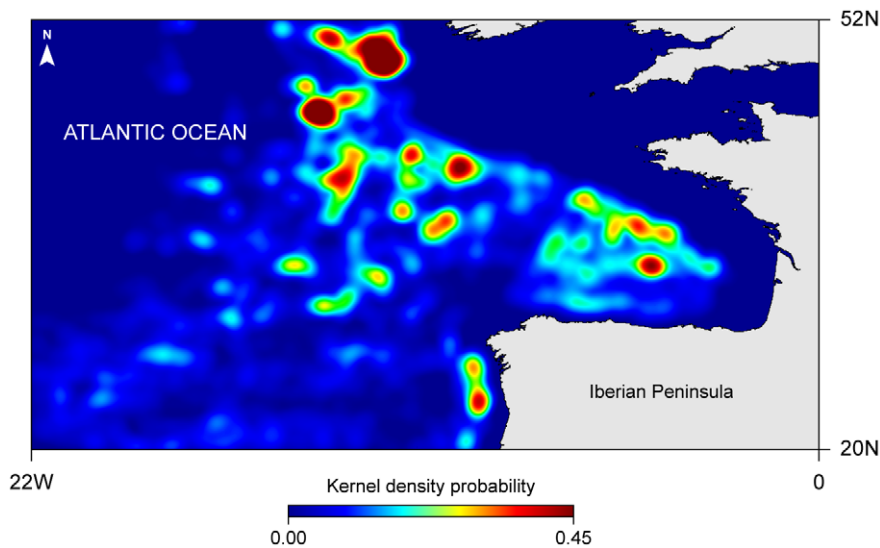 52N
N
ATLANTIC OCEAN
Iberian Peninsula
20N
22W
0
Kernel density probability
0.00
0.45